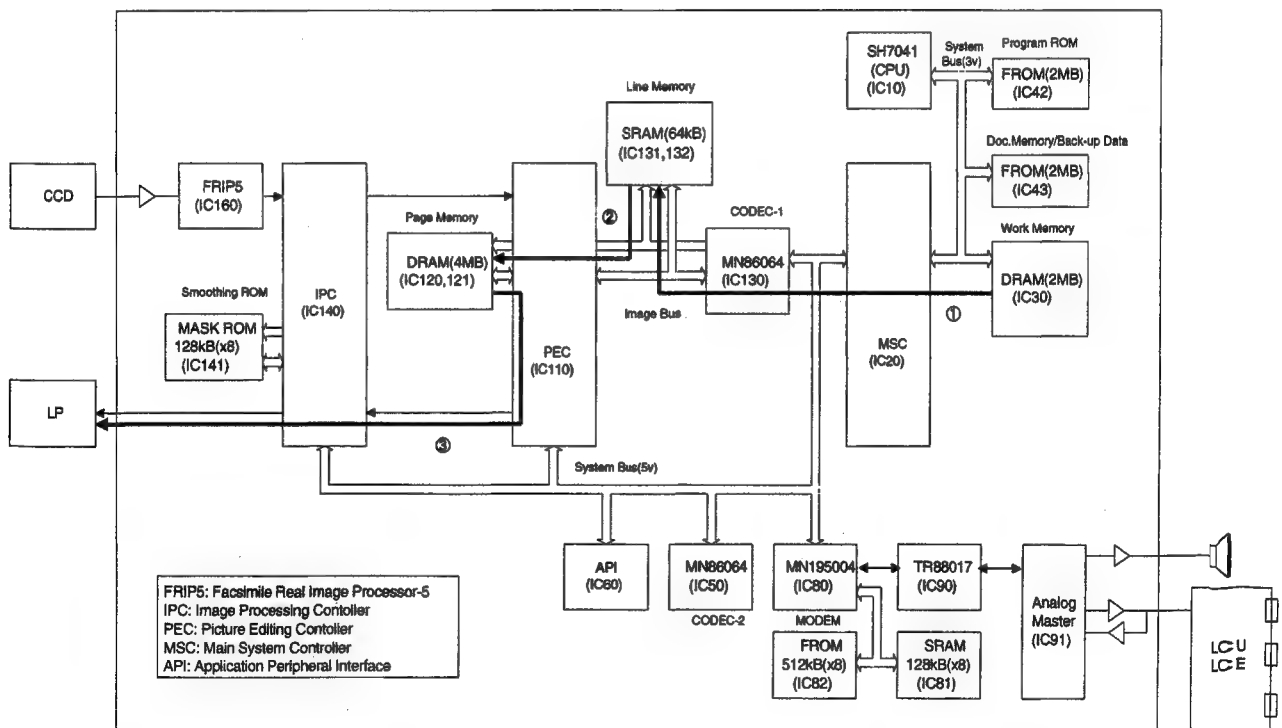 SH7041
(CPU)
(IC10)
System
Bus(3v)
Program ROM
FROM(2MB)
(IC42)
Line Memory
SRAM(64kB)
(IC131,132)
Doc.Memory/Back-up Data
FROM(2MB)
(IC43)
CCD
FRIP5
(IC160)
Page Memory
DRAM(4MB)
(IC120,121)
②
CODEC-1
MN86064
(IC130)
Work Memory
DRAM(2MB)
(IC30)
Smoothing ROM
MASK ROM
128kB(x8)
(IC141)
IPC
(IC140)
Image Bus
①
PEC
(IC110)
MSC
(IC20)
LP
③
System Bus(5v)
API
(IC60)
MN86064
(IC50)
CODEC-2
MN195004
(IC80)
MODEM
TR88017
(IC90)
Analog
Master
(IC91)
FROM
512kB(x8)
(IC82)
SRAM
128kB(x8)
(IC81)
LCU
LCE
FRIP5: Facsimile Real Image Processor-5
IPC: Image Processing Contoller
PEC: Picture Editing Contoller
MSC: Main System Controller
API: Application Peripheral Interface